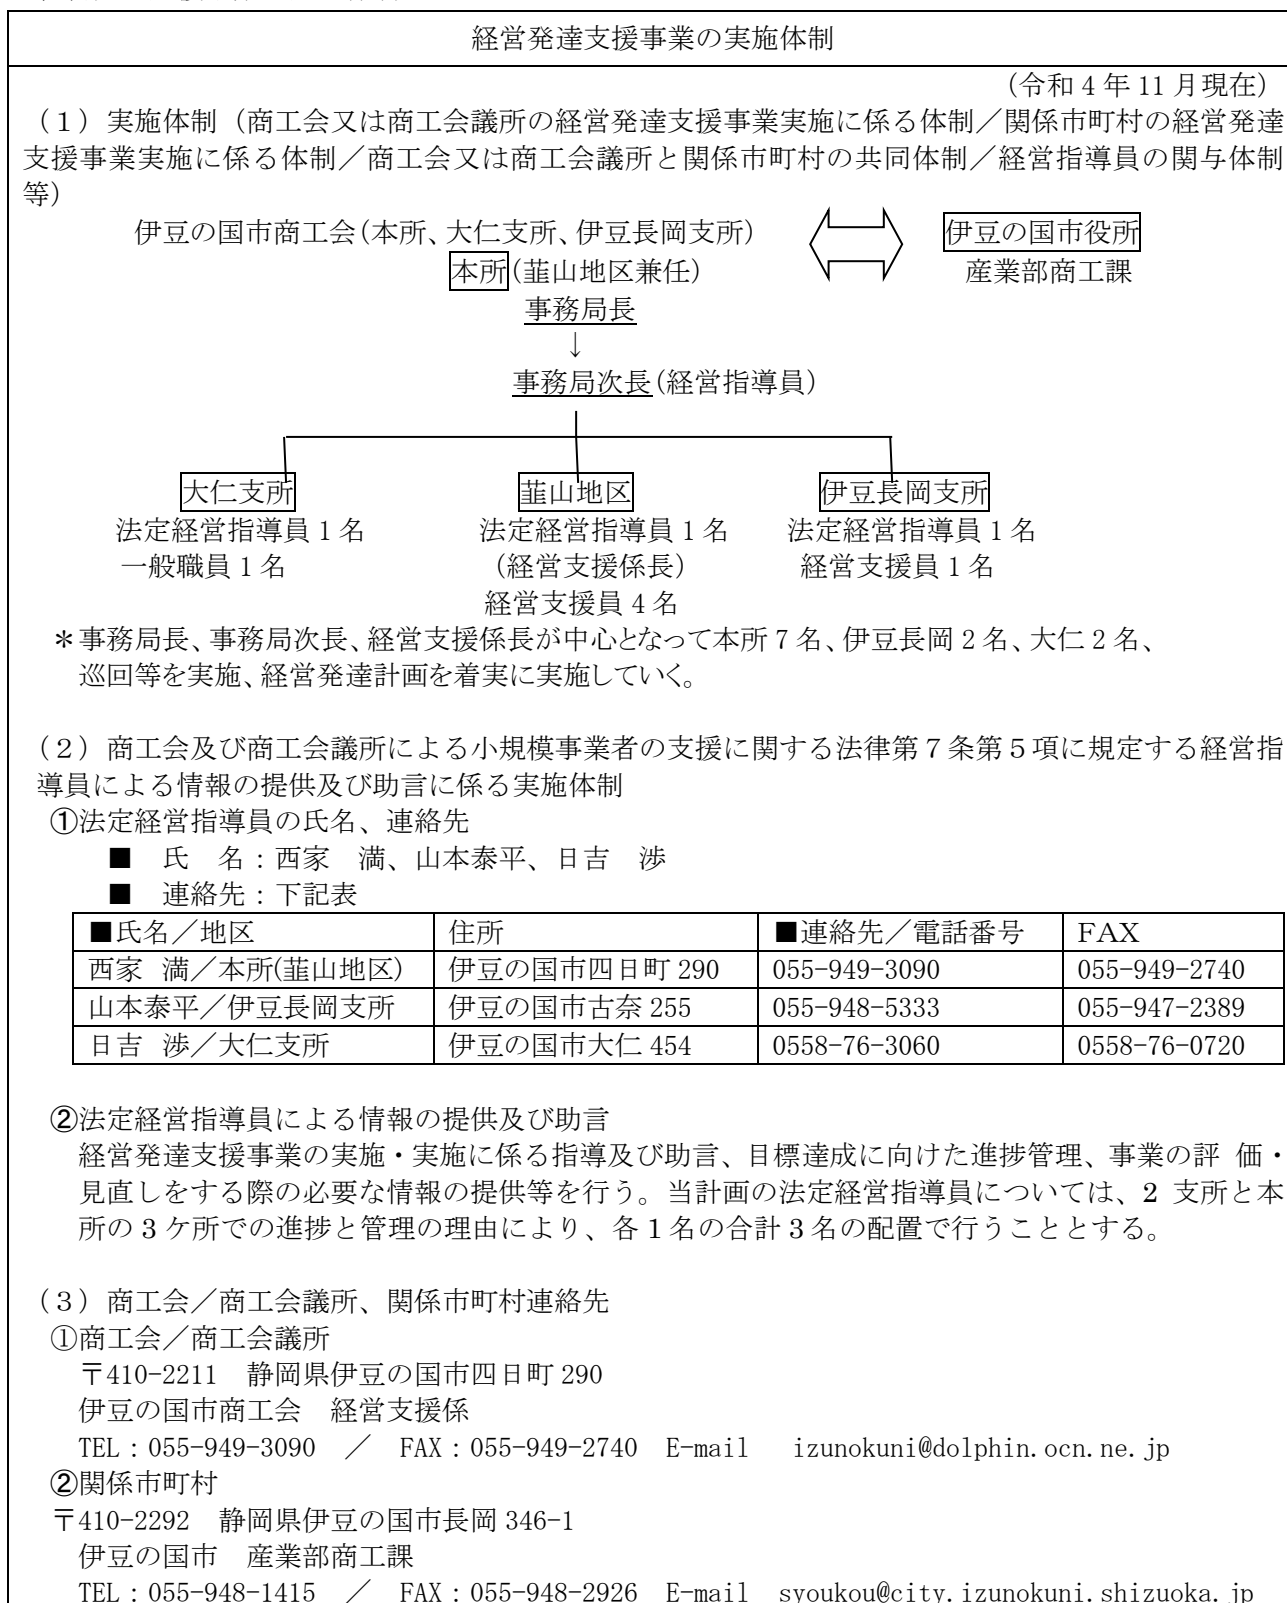 経営発達支援事業の実施体制
(令和 4 年 11 月現在)
(1)実施体制(商工会又は商工会議所の経営発達支援事業実施に係る体制/関係市町村の経営発達
支援事業実施に係る体制/商工会又は商工会議所と関係市町村の共同体制/経営指導員の関与体制
等)
伊豆の国市商工会(本所、大仁支所、伊豆長岡支所) 伊豆の国市役所
本所(韮山地区兼任) 産業部商工課
事務局長
↓
事務局次長(経営指導員)
大仁支所 韮山地区 伊豆長岡支所
法定経営指導員 1 名 法定経営指導員 1 名 法定経営指導員 1 名
一般職員 1 名 (経営支援係長) 経営支援員 1 名
経営支援員 4 名
＊事務局長、事務局次長、経営支援係長が中心となって本所 7 名、伊豆長岡 2 名、大仁 2 名、
巡回等を実施、経営発達計画を着実に実施していく。
(2)商工会及び商工会議所による小規模事業者の支援に関する法律第7条第5項に規定する経営指
導員による情報の提供及び助言に係る実施体制
①法定経営指導員の氏名、連絡先
■ 氏 名：西家 満、山本泰平、日吉 渉
■ 連絡先：下記表
■氏名/地区 住所 ■連絡先/電話番号 FAX
西家 満/本所(韮山地区) 伊豆の国市四日町 290 055-949-3090 055-949-2740
山本泰平/伊豆長岡支所 伊豆の国市古奈 255 055-948-5333 055-947-2389
日吉 渉/大仁支所 伊豆の国市大仁 454 0558-76-3060 0558-76-0720
②法定経営指導員による情報の提供及び助言
経営発達支援事業の実施・実施に係る指導及び助言、目標達成に向けた進捗管理、事業の評 価・
見直しをする際の必要な情報の提供等を行う。当計画の法定経営指導員については、2 支所と本
所の 3 ケ所での進捗と管理の理由により、各 1 名の合計 3 名の配置で行うこととする。
(3)商工会/商工会議所、関係市町村連絡先
①商工会/商工会議所
〒410-2211 静岡県伊豆の国市四日町 290
伊豆の国市商工会 経営支援係
TEL：055-949-3090 / FAX：055-949-2740 E-mail izunokuni@dolphin.ocn.ne.jp
②関係市町村
〒410-2292 静岡県伊豆の国市長岡 346-1
伊豆の国市 産業部商工課
TEL：055-948-1415 / FAX：055-948-2926 E-mail syoukou@city.izunokuni.shizuoka.jp